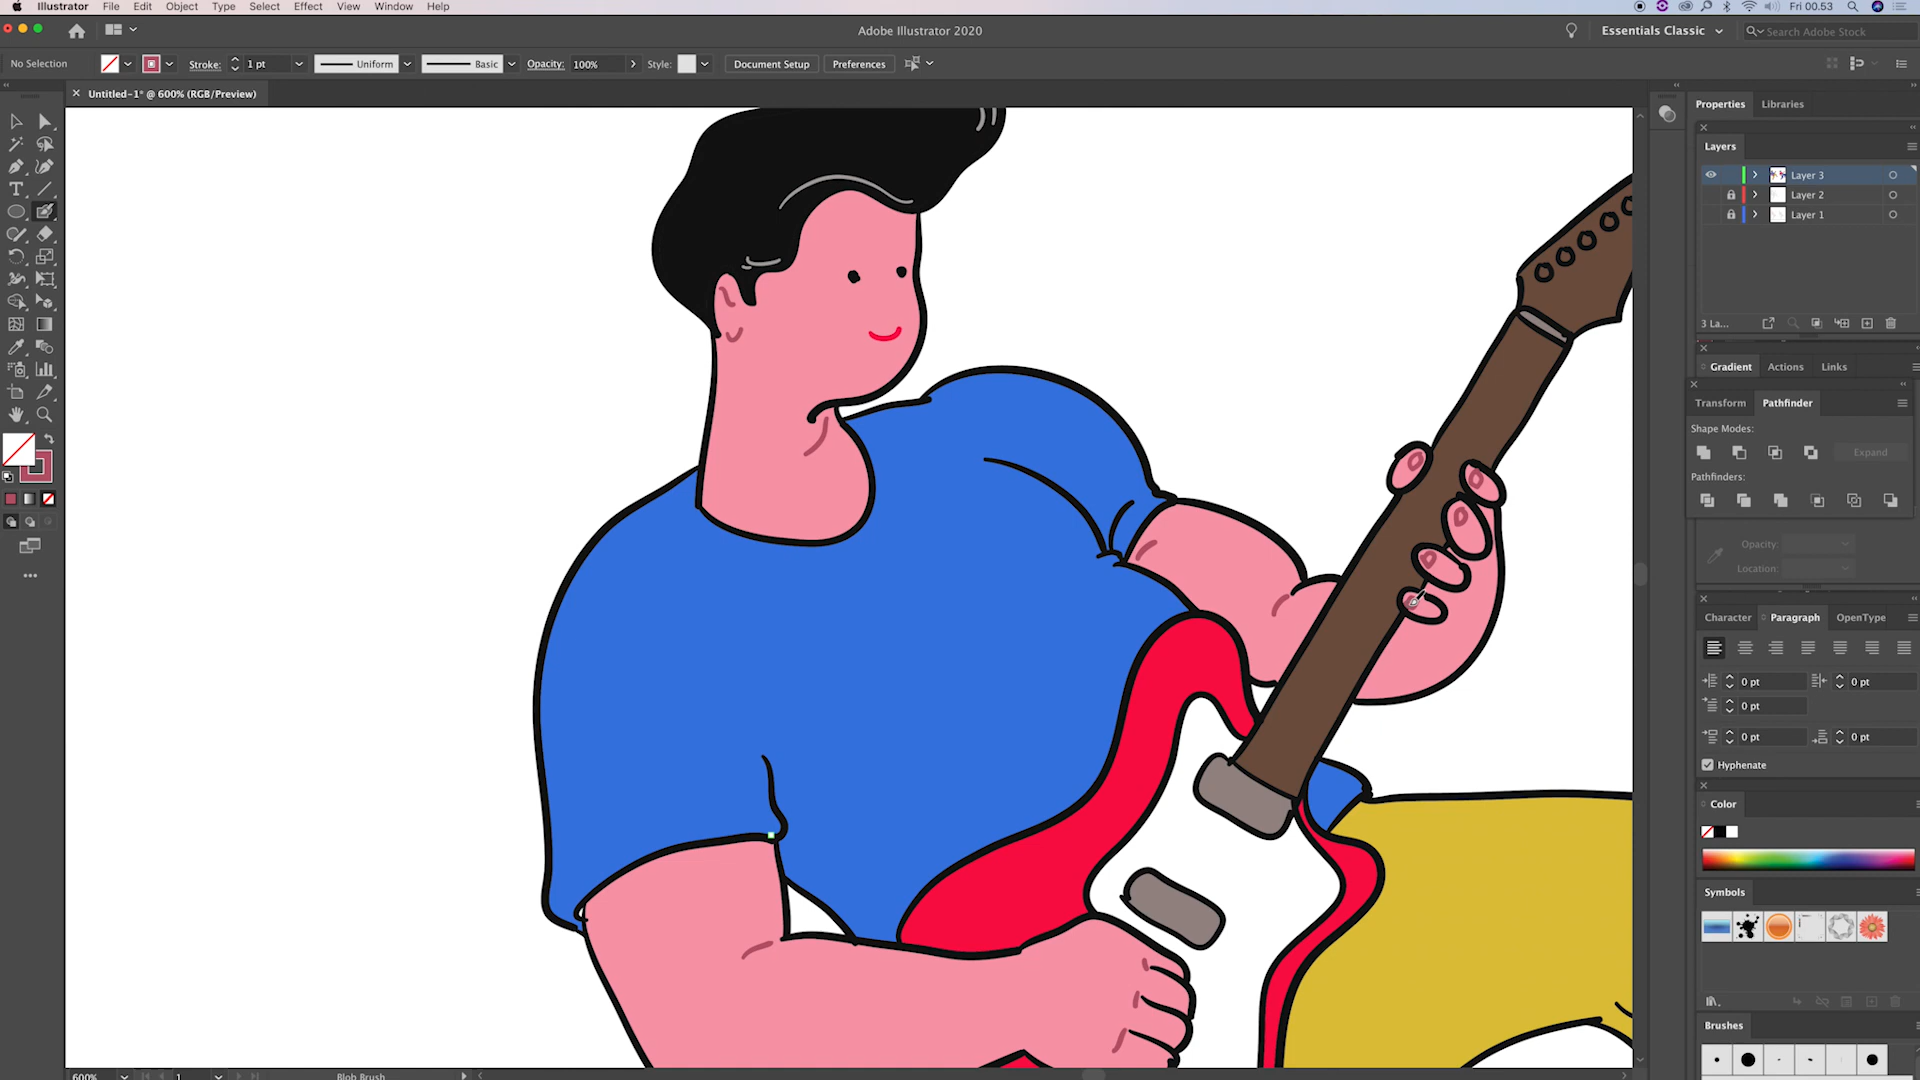 Illustrator File Edit Object Type Select Effect View Window Help Fri 00.53
Adobe Illustrator 2020
Essentials Classic Search Adobe Stock
No Selection Stroke: 1 pt Uniform Basic Opacity: 100% Style: Document Setup Preferences
Untitled-1* @ 600% (RGB/Preview)
Properties Libraries
Layers
Layer 3
Layer 2
Layer 1
3 La...
Gradient Actions Links
Transform Pathfinder
Shape Modes:
Expand
Pathfinders:
Opacity:
Location:
Character Paragraph OpenType
0 pt 0 pt
0 pt
0 pt 0 pt
Hyphenate
Color
Symbols
Brushes
600% 1 Blob Brush